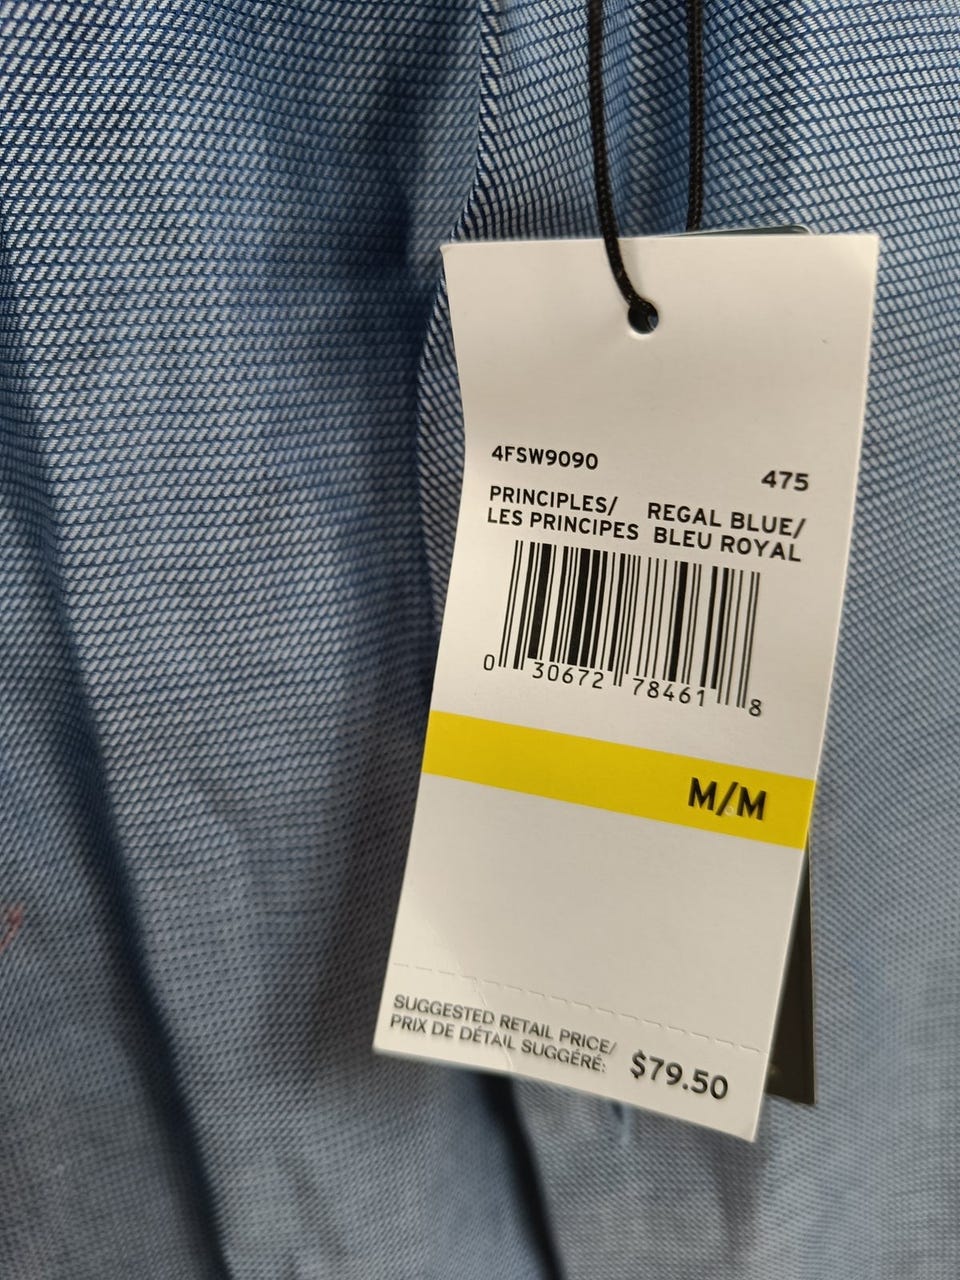 4FSW9090
475
PRINCIPLES/ REGAL BLUE/
LES PRINCIPES BLEU ROYAL
0 30672 78461 8
M/M
SUGGESTED RETAIL PRICE/
PRIX DE DÉTAIL SUGGÉRÉ: $79.50